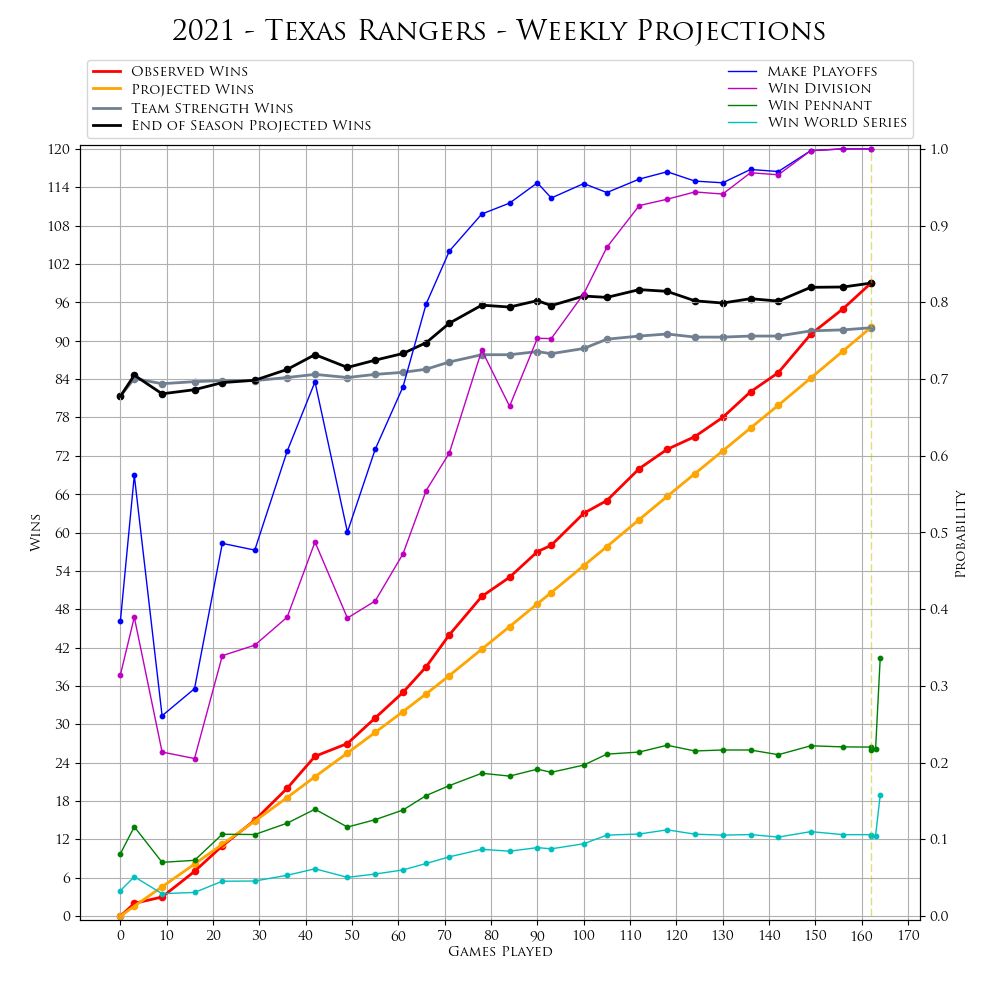 2021 - Texas Rangers - Weekly Projections
Observed Wins
Projected Wins
Team Strength Wins
End of Season Projected Wins
Make Playoffs
Win Division
Win Pennant
Win World Series
120
114
108
102
96
90
84
78
72
66
60
54
48
42
36
30
24
18
12
6
0
Wins
1.0
0.9
0.8
0.7
0.6
0.5
0.4
0.3
0.2
0.1
0.0
Probability
0 10 20 30 40 50 60 70 80 90 100 110 120 130 140 150 160 170
Games Played